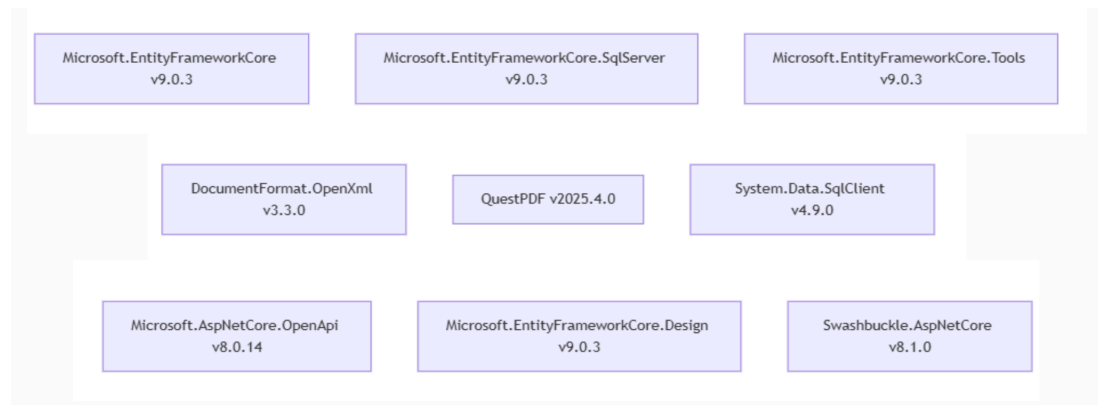 Microsoft.EntityFrameworkCore
v9.0.3
Microsoft.EntityFrameworkCore.SqlServer
v9.0.3
Microsoft.EntityFrameworkCore.Tools
v9.0.3
DocumentFormat.OpenXml
v3.3.0
QuestPDF v2025.4.0
System.Data.SqlClient
v4.9.0
Microsoft.AspNetCore.OpenApi
v8.0.14
Microsoft.EntityFrameworkCore.Design
v9.0.3
Swashbuckle.AspNetCore
v8.1.0